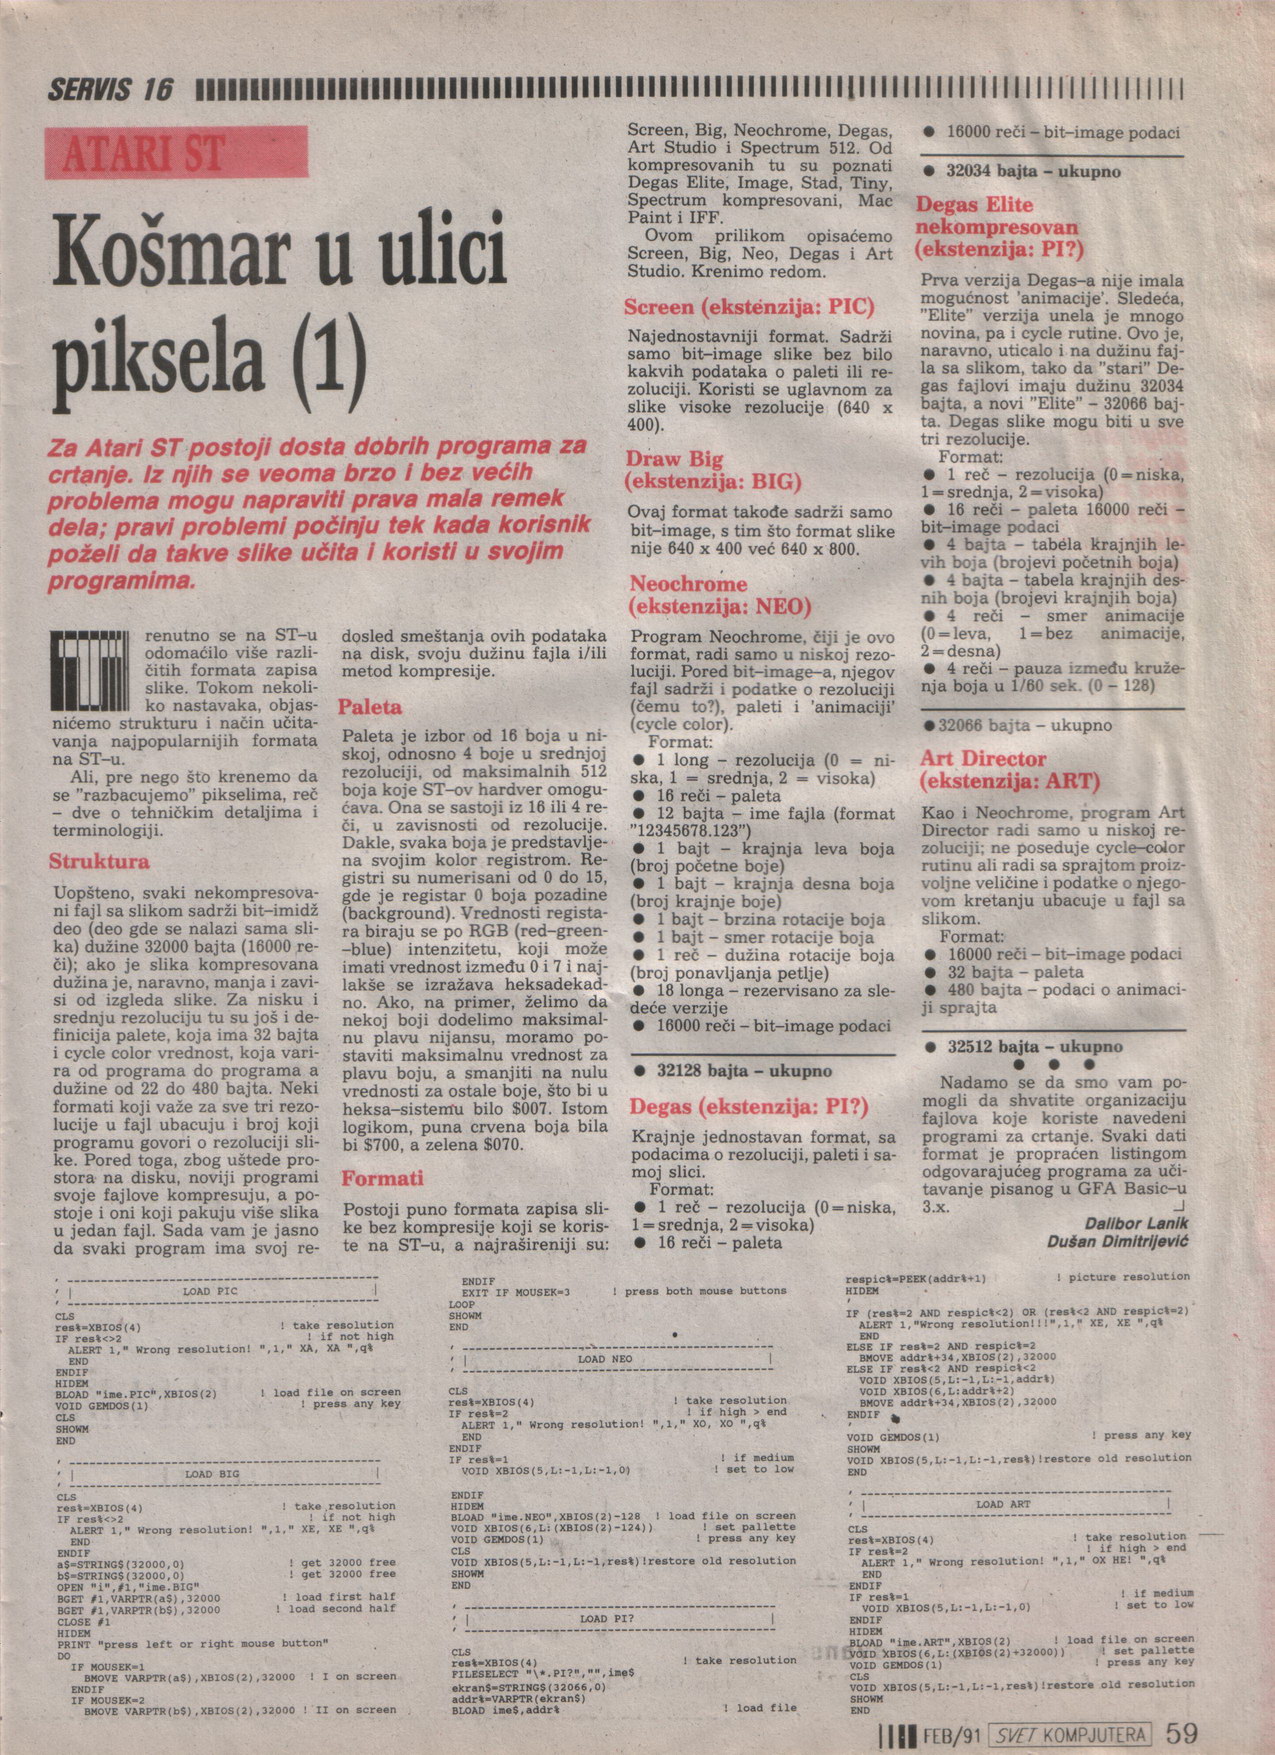 SERVIS 16
ATARI ST
Košmar u ulici
piksela (1)
Za Atari ST postoji dosta dobrih programa za
crtanje. Iz njih se veoma brzo i bez većih
problema mogu napraviti prava mala remek
dela; pravi problemi počinju tek kada korisnik
poželi da takve slike učita i koristi u svojim
programima.
Trenutno se na ST–u
odomaćilo više razli-
čitih formata zapisa
slike. Tokom nekoli-
ko nastavaka, objas-
nićemo strukturu i način učita-
vanja najpopularnijih formata
na ST–u.
Ali, pre nego što krenemo da
se "razbacujemo" pikselima, reč
– dve o tehničkim detaljima i
terminologiji.
Struktura
Uopšteno, svaki nekompresova-
ni fajl sa slikom sadrži bit–imidž
deo (deo gde se nalazi sama sli-
ka) dužine 32000 bajta (16000 re-
či); ako je slika kompresovana
dužina je, naravno, manja i zavi-
si od izgleda slike. Za nisku i
srednju rezoluciju tu su još i de-
finicija palete, koja ima 32 bajta
i cycle color vrednost, koja vari-
ra od programa do programa a
dužine od 22 do 480 bajta. Neki
formati koji važe za sve tri rezo-
lucije u fajl ubacuju i broj koji
programu govori o rezoluciji sli-
ke. Pored toga, zbog uštede pro-
stora na disku, noviji programi
svoje fajlove kompresuju, a po-
stoje i oni koji pakuju više slika
u jedan fajl. Sada vam je jasno
da svaki program ima svoj re-
dosled smeštanja ovih podataka
na disk, svoju dužinu fajla i/ili
metod kompresije.
Paleta
Paleta je izbor od 16 boja u ni-
skoj, odnosno 4 boje u srednjoj
rezoluciji, od maksimalnih 512
boja koje ST–ov hardver omogu-
ćava. Ona se sastoji iz 16 ili 4 re-
či, u zavisnosti od rezolucije.
Dakle, svaka boja je predstavlje-
na svojim kolor registrom. Re-
gistri su numerisani od 0 do 15,
gde je registar 0 boja pozadine
(background). Vrednosti regista-
ra biraju se po RGB (red–green-
–blue) intenzitetu, koji može
imati vrednost između 0 i 7 i naj-
lakše se izražava heksadekad-
no. Ako, na primer, želimo da
nekoj boji dodelimo maksimal-
nu plavu nijansu, moramo po-
staviti maksimalnu vrednost za
plavu boju, a smanjiti na nulu
vrednosti za ostale boje, što bi u
heksa–sistemu bilo $007. Istom
logikom, puna crvena boja bila
bi $700, a zelena $070.
Formati
Postoji puno formata zapisa sli-
ke bez kompresije koji se koris-
te na ST–u, a najrašireniji su:
Screen, Big, Neochrome, Degas,
Art Studio i Spectrum 512. Od
kompresovanih tu su poznati
Degas Elite, Image, Stad, Tiny,
Spectrum kompresovani, Mac
Paint i IFF.
Ovom prilikom opisaćemo
Screen, Big, Neo, Degas i Art
Studio. Krenimo redom.
Screen (ekstenzija: PIC)
Najednostavniji format. Sadrži
samo bit–image slike bez bilo
kakvih podataka o paleti ili re-
zoluciji. Koristi se uglavnom za
slike visoke rezolucije (640 x
400).
Draw Big
(ekstenzija: BIG)
Ovaj format takođe sadrži samo
bit–image, s tim što format slike
nije 640 x 400 već 640 x 800.
Neochrome
(ekstenzija: NEO)
Program Neochrome, čiji je ovo
format, radi samo u niskoj rezo-
luciji. Pored bit–image–a, njegov
fajl sadrži i podatke o rezoluciji
(čemu to?), paleti i 'animaciji'
(cycle color).
Format:
● 1 long – rezolucija (0 = ni-
ska, 1 = srednja, 2 = visoka)
● 16 reči – paleta
● 12 bajta – ime fajla (format
"12345678.123")
● 1 bajt – krajnja leva boja
(broj početne boje)
● 1 bajt – krajnja desna boja
(broj krajnje boje)
● 1 bajt – brzina rotacije boja
● 1 bajt – smer rotacije boja
● 1 reč – dužina rotacije boja
(broj ponavljanja petlje)
● 18 longa – rezervisano za sle-
deće verzije
● 16000 reči – bit–image podaci
● 32128 bajta – ukupno
Degas (ekstenzija: PI?)
Krajnje jednostavan format, sa
podacima o rezoluciji, paleti i sa-
moj slici.
Format:
● 1 reč – rezolucija (0=niska,
1=srednja, 2=visoka)
● 16 reči – paleta
● 16000 reči – bit–image podaci
● 32034 bajta – ukupno
Degas Elite
nekompresovan
(ekstenzija: PI?)
Prva verzija Degas–a nije imala
mogućnost 'animacije'. Sledeća,
"Elite" verzija unela je mnogo
novina, pa i cycle rutine. Ovo je,
naravno, uticalo i na dužinu faj-
la sa slikom, tako da "stari" De-
gas fajlovi imaju dužinu 32034
bajta, a novi "Elite" – 32066 baj-
ta. Degas slike mogu biti u sve
tri rezolucije.
Format:
● 1 reč – rezolucija (0=niska,
1=srednja, 2=visoka)
● 16 reči – paleta 16000 reči –
bit–image podaci
● 4 bajta – tabela krajnjih le-
vih boja (brojevi početnih boja)
● 4 bajta – tabela krajnjih des-
nih boja (brojevi krajnjih boja)
● 4 reči – smer animacije
(0=leva, 1=bez animacije,
2=desna)
● 4 reči – pauza između kruže-
nja boja u 1/60 sek. (0 – 128)
● 32066 bajta – ukupno
Art Director
(ekstenzija: ART)
Kao i Neochrome, program Art
Director radi samo u niskoj re-
zoluciji; ne poseduje cycle–color
rutinu ali radi sa sprajtom proiz-
voljne veličine i podatke o njego-
vom kretanju ubacuje u fajl sa
slikom.
Format:
● 16000 reči – bit–image podaci
● 32 bajta – paleta
● 480 bajta – podaci o animaci-
ji sprajta
● 32512 bajta – ukupno
● ● ●
Nadamo se da smo vam po-
mogli da shvatite organizaciju
fajlova koje koriste navedeni
programi za crtanje. Svaki dati
format je propraćen listingom
odgovarajućeg programa za uči-
tavanje pisanog u GFA Basic–u
3.x.
Dalibor Lanik
Dušan Dimitrijević
' ---------------------------------------------
' | LOAD PIC |
' ---------------------------------------------
CLS
res%=XBIOS(4) ! take resolution
IF res%<>2 ! if not high
ALERT 1," Wrong resolution! ",1," XA, XA ",q%
END
ENDIF
HIDEM
BLOAD "ime.PIC",XBIOS(2) ! load file on screen
VOID GEMDOS(1) ! press any key
CLS
SHOWM
END
' ---------------------------------------------
' | LOAD BIG |
' ---------------------------------------------
CLS
res%=XBIOS(4) ! take resolution
IF res%<>2 ! if not high
ALERT 1," Wrong resolution! ",1," XE, XE ",q%
END
ENDIF
a$=STRING$(32000,0) ! get 32000 free
b$=STRING$(32000,0) ! get 32000 free
OPEN "i",#1,"ime.BIG"
BGET #1,VARPTR(a$),32000 ! load first half
BGET #1,VARPTR(b$),32000 ! load second half
CLOSE #1
HIDEM
PRINT "press left or right mouse button"
DO
IF MOUSEK=1
BMOVE VARPTR(a$),XBIOS(2),32000 ! I on screen
ENDIF
IF MOUSEK=2
BMOVE VARPTR(b$),XBIOS(2),32000 ! II on screen
ENDIF
EXIT IF MOUSEK=3 ! press both mouse buttons
LOOP
SHOWM
END
' ---------------------------------------------
' | LOAD NEO |
' ---------------------------------------------
CLS
res%=XBIOS(4) ! take resolution
IF res%=2 ! if high > end
ALERT 1," Wrong resolution! ",1," XO, XO ",q%
END
ENDIF
IF res%=1 ! if medium
VOID XBIOS(5,L:-1,L:-1,0) ! set to low
ENDIF
HIDEM
BLOAD "ime.NEO",XBIOS(2)-128 ! load file on screen
VOID XBIOS(6,L:(XBIOS(2)-124)) ! set pallette
VOID GEMDOS(1) ! press any key
CLS
VOID XBIOS(5,L:-1,L:-1,res%)!restore old resolution
SHOWM
END
' ---------------------------------------------
' | LOAD PI? |
' ---------------------------------------------
CLS
res%=XBIOS(4) ! take resolution
FILESELECT "\*.PI?","",ime$
ekran$=STRING$(32066,0)
addr%=VARPTR(ekran$)
BLOAD ime$,addr% ! load file
respic%=PEEK(addr%+1) ! picture resolution
HIDEM
'
IF (res%=2 AND respic%<2) OR (res%<2 AND respic%=2)
ALERT 1,"Wrong resolution!!!",1," XE, XE ",q%
END
ELSE IF res%=2 AND respic%=2
BMOVE addr%+34,XBIOS(2),32000
ELSE IF res%<2 AND respic%<2
VOID XBIOS(5,L:-1,L:-1,addr%)
VOID XBIOS(6,L:addr%+2)
BMOVE addr%+34,XBIOS(2),32000
ENDIF
'
VOID GEMDOS(1) ! press any key
SHOWM
VOID XBIOS(5,L:-1,L:-1,res%)!restore old resolution
END
' ---------------------------------------------
' | LOAD ART |
' ---------------------------------------------
CLS
res%=XBIOS(4) ! take resolution
IF res%=2 ! if high > end
ALERT 1," Wrong resolution! ",1," OX HE! ",q%
END
ENDIF
IF res%=1 ! if medium
VOID XBIOS(5,L:-1,L:-1,0) ! set to low
ENDIF
HIDEM
BLOAD "ime.ART",XBIOS(2) ! load file on screen
VOID XBIOS(6,L:(XBIOS(2)+32000)) ! set pallette
VOID GEMDOS(1) ! press any key
CLS
VOID XBIOS(5,L:-1,L:-1,res%)!restore old resolution
SHOWM
END
FEB/91 SVET KOMPJUTERA 59